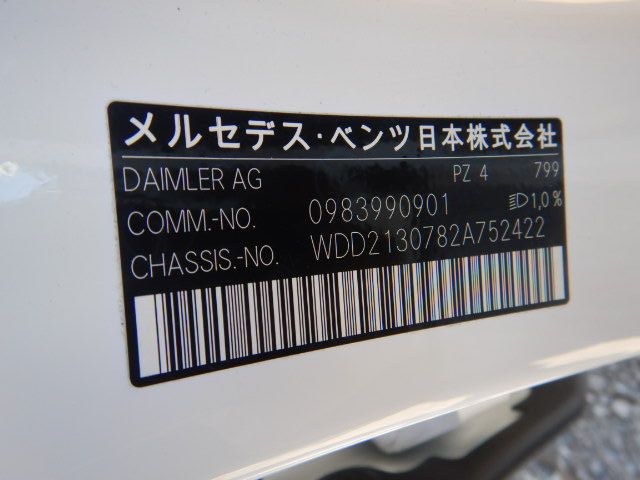 メルセデス・ベンツ日本株式会社
DAIMLER AG PZ 4 799
COMM.-NO. 0983990901 1,0 %
CHASSIS.-NO. WDD2130782A752422